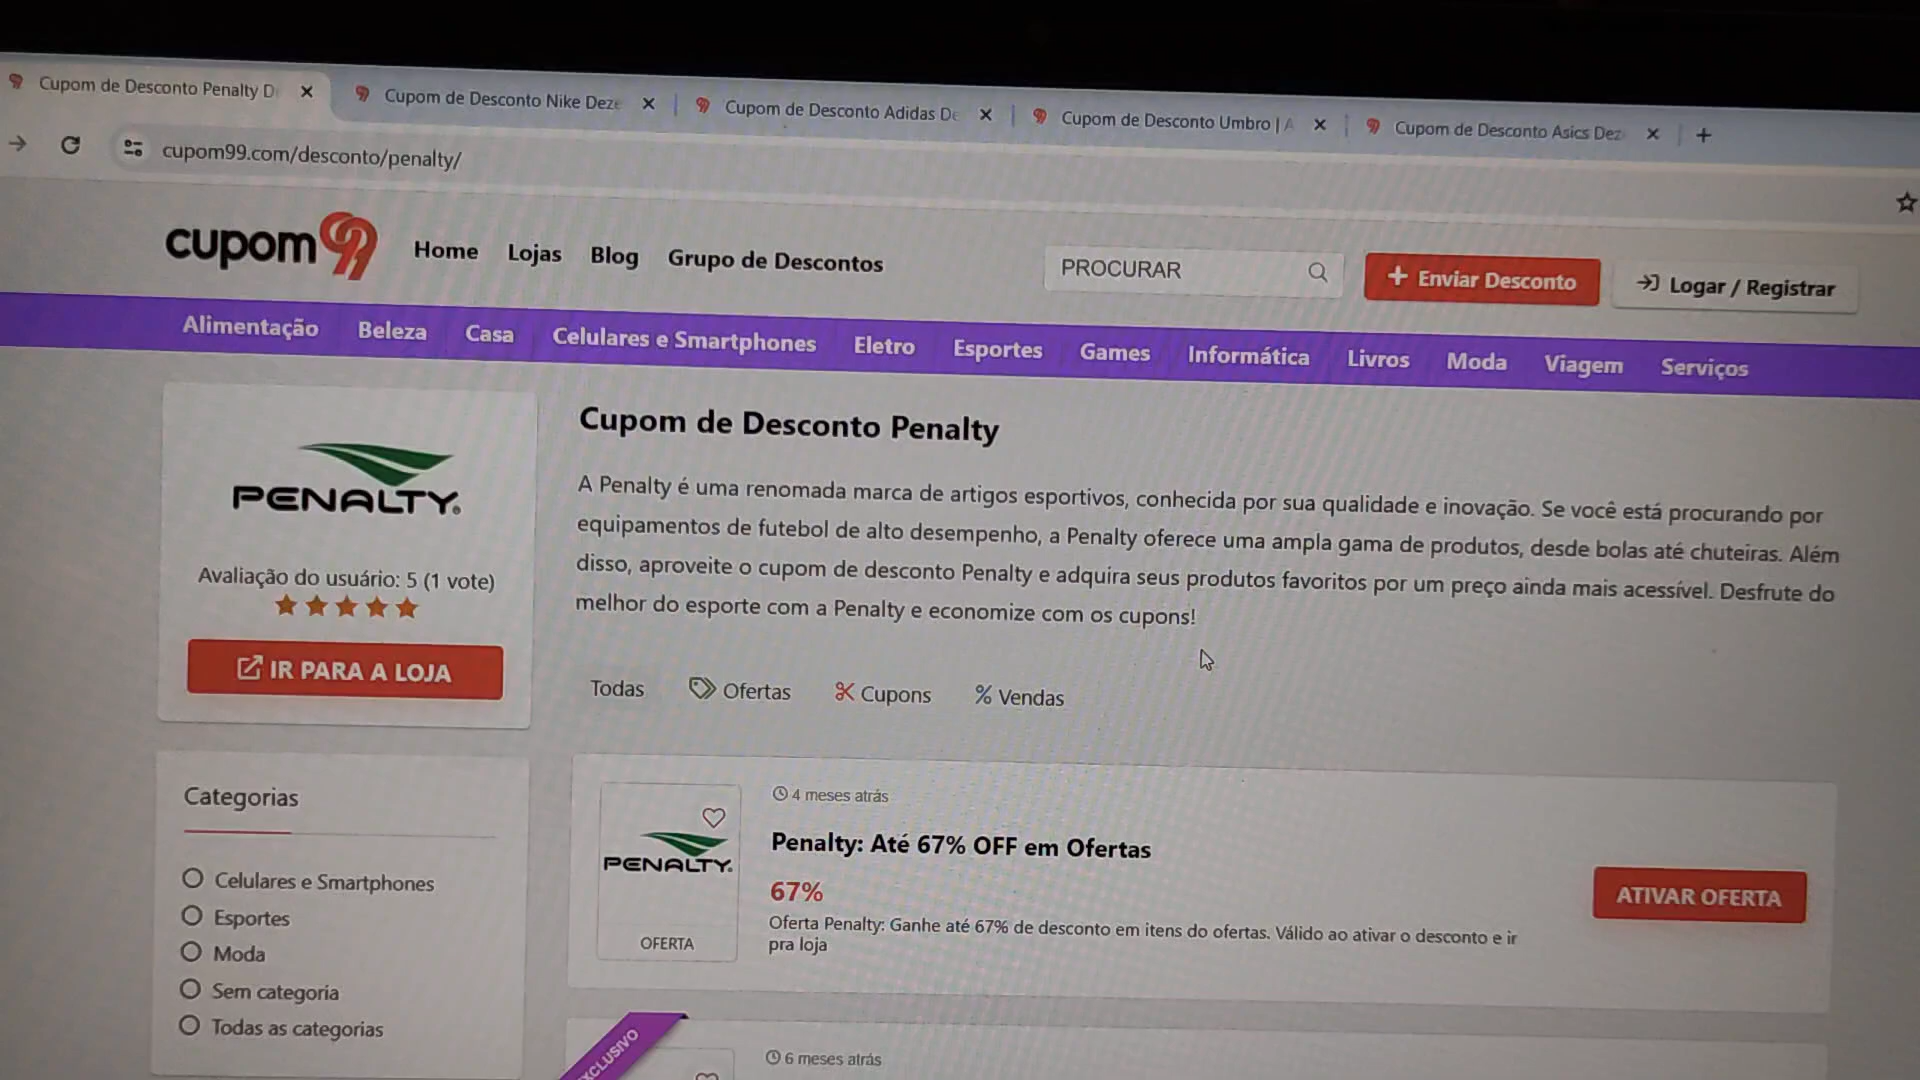 Cupom de Desconto Penalty D
Cupom de Desconto Nike Deze
Cupom de Desconto Adidas De
Cupom de Desconto Umbro | A
Cupom de Desconto Asics Dez
cupom99.com/desconto/penalty/
cupom99
Home
Lojas
Blog
Grupo de Descontos
PROCURAR
+ Enviar Desconto
Logar / Registrar
Alimentação
Beleza
Casa
Celulares e Smartphones
Eletro
Esportes
Games
Informática
Livros
Moda
Viagem
Serviços
PENALTY®
Avaliação do usuário: 5 (1 vote)
IR PARA A LOJA
Cupom de Desconto Penalty
A Penalty é uma renomada marca de artigos esportivos, conhecida por sua qualidade e inovação. Se você está procurando por
equipamentos de futebol de alto desempenho, a Penalty oferece uma ampla gama de produtos, desde bolas até chuteiras. Além
disso, aproveite o cupom de desconto Penalty e adquira seus produtos favoritos por um preço ainda mais acessível. Desfrute do
melhor do esporte com a Penalty e economize com os cupons!
Todas
Ofertas
Cupons
% Vendas
Categorias
Celulares e Smartphones
Esportes
Moda
Sem categoria
Todas as categorias
PENALTY®
OFERTA
4 meses atrás
Penalty: Até 67% OFF em Ofertas
67%
Oferta Penalty: Ganhe até 67% de desconto em itens do ofertas. Válido ao ativar o desconto e ir
pra loja
ATIVAR OFERTA
XCLUSIVO
6 meses atrás